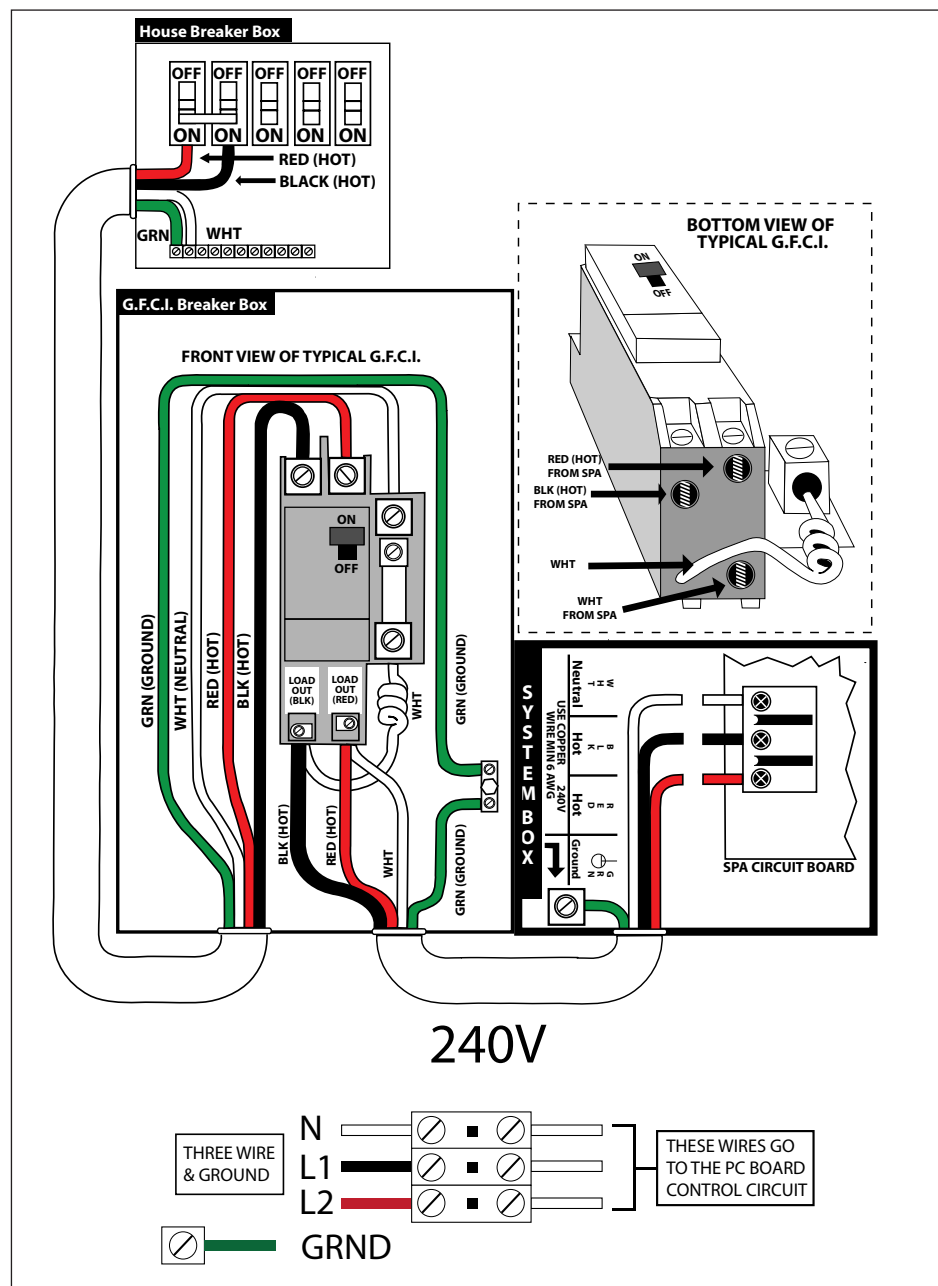 House Breaker Box
OFF OFF OFF OFF OFF
ON ON ON ON ON
RED (HOT)
BLACK (HOT)
GRN
WHT
G.F.C.I. Breaker Box
FRONT VIEW OF TYPICAL G.F.C.I.
GRN (GROUND)
WHT (NEUTRAL)
RED (HOT)
BLK (HOT)
ON
OFF
LOAD
OUT
(BLK)
LOAD
OUT
(RED)
WHT
GRN (GROUND)
BLK (HOT)
RED (HOT)
WHT
GRN (GROUND)
BOTTOM VIEW OF
TYPICAL G.F.C.I.
ON
OFF
RED (HOT)
FROM SPA
BLK (HOT)
FROM SPA
WHT
WHT
FROM SPA
SYSTEM BOX
USE COPPER 240V
WIRE MIN 6 AWG
Neutral
WIT
Hot
BLK
Hot
RED
Ground
GRN
SPA CIRCUIT BOARD
240V
THREE WIRE
& GROUND
N
L1
L2
GRND
THESE WIRES GO
TO THE PC BOARD
CONTROL CIRCUIT